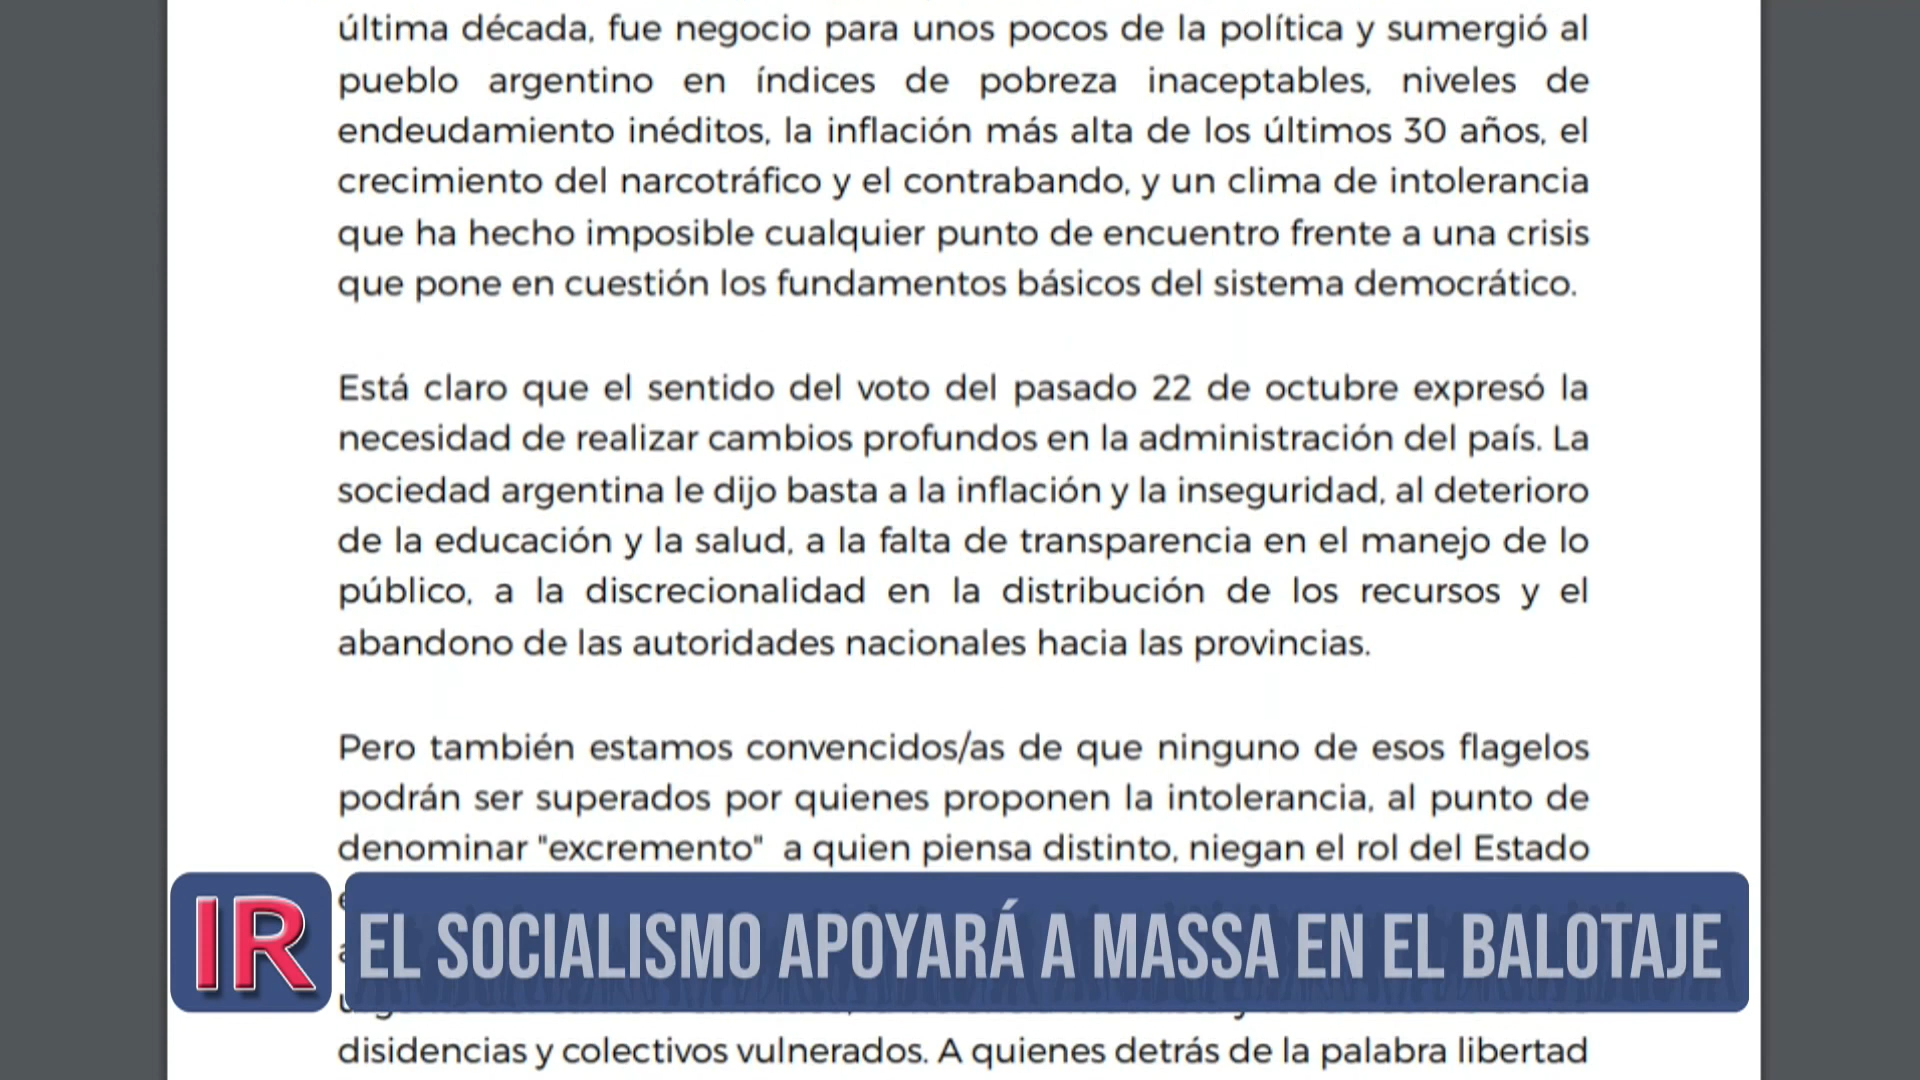 última década, fue negocio para unos pocos de la política y sumergió al
pueblo argentino en índices de pobreza inaceptables, niveles de
endeudamiento inéditos, la inflación más alta de los últimos 30 años, el
crecimiento del narcotráfico y el contrabando, y un clima de intolerancia
que ha hecho imposible cualquier punto de encuentro frente a una crisis
que pone en cuestión los fundamentos básicos del sistema democrático.
Está claro que el sentido del voto del pasado 22 de octubre expresó la
necesidad de realizar cambios profundos en la administración del país. La
sociedad argentina le dijo basta a la inflación y la inseguridad, al deterioro
de la educación y la salud, a la falta de transparencia en el manejo de lo
público, a la discrecionalidad en la distribución de los recursos y el
abandono de las autoridades nacionales hacia las provincias.
Pero también estamos convencidos/as de que ninguno de esos flagelos
podrán ser superados por quienes proponen la intolerancia, al punto de
denominar "excremento" a quien piensa distinto, niegan el rol del Estado
IR EL SOCIALISMO APOYARÁ A MASSA EN EL BALOTAJE
disidencias y colectivos vulnerados. A quienes detrás de la palabra libertad